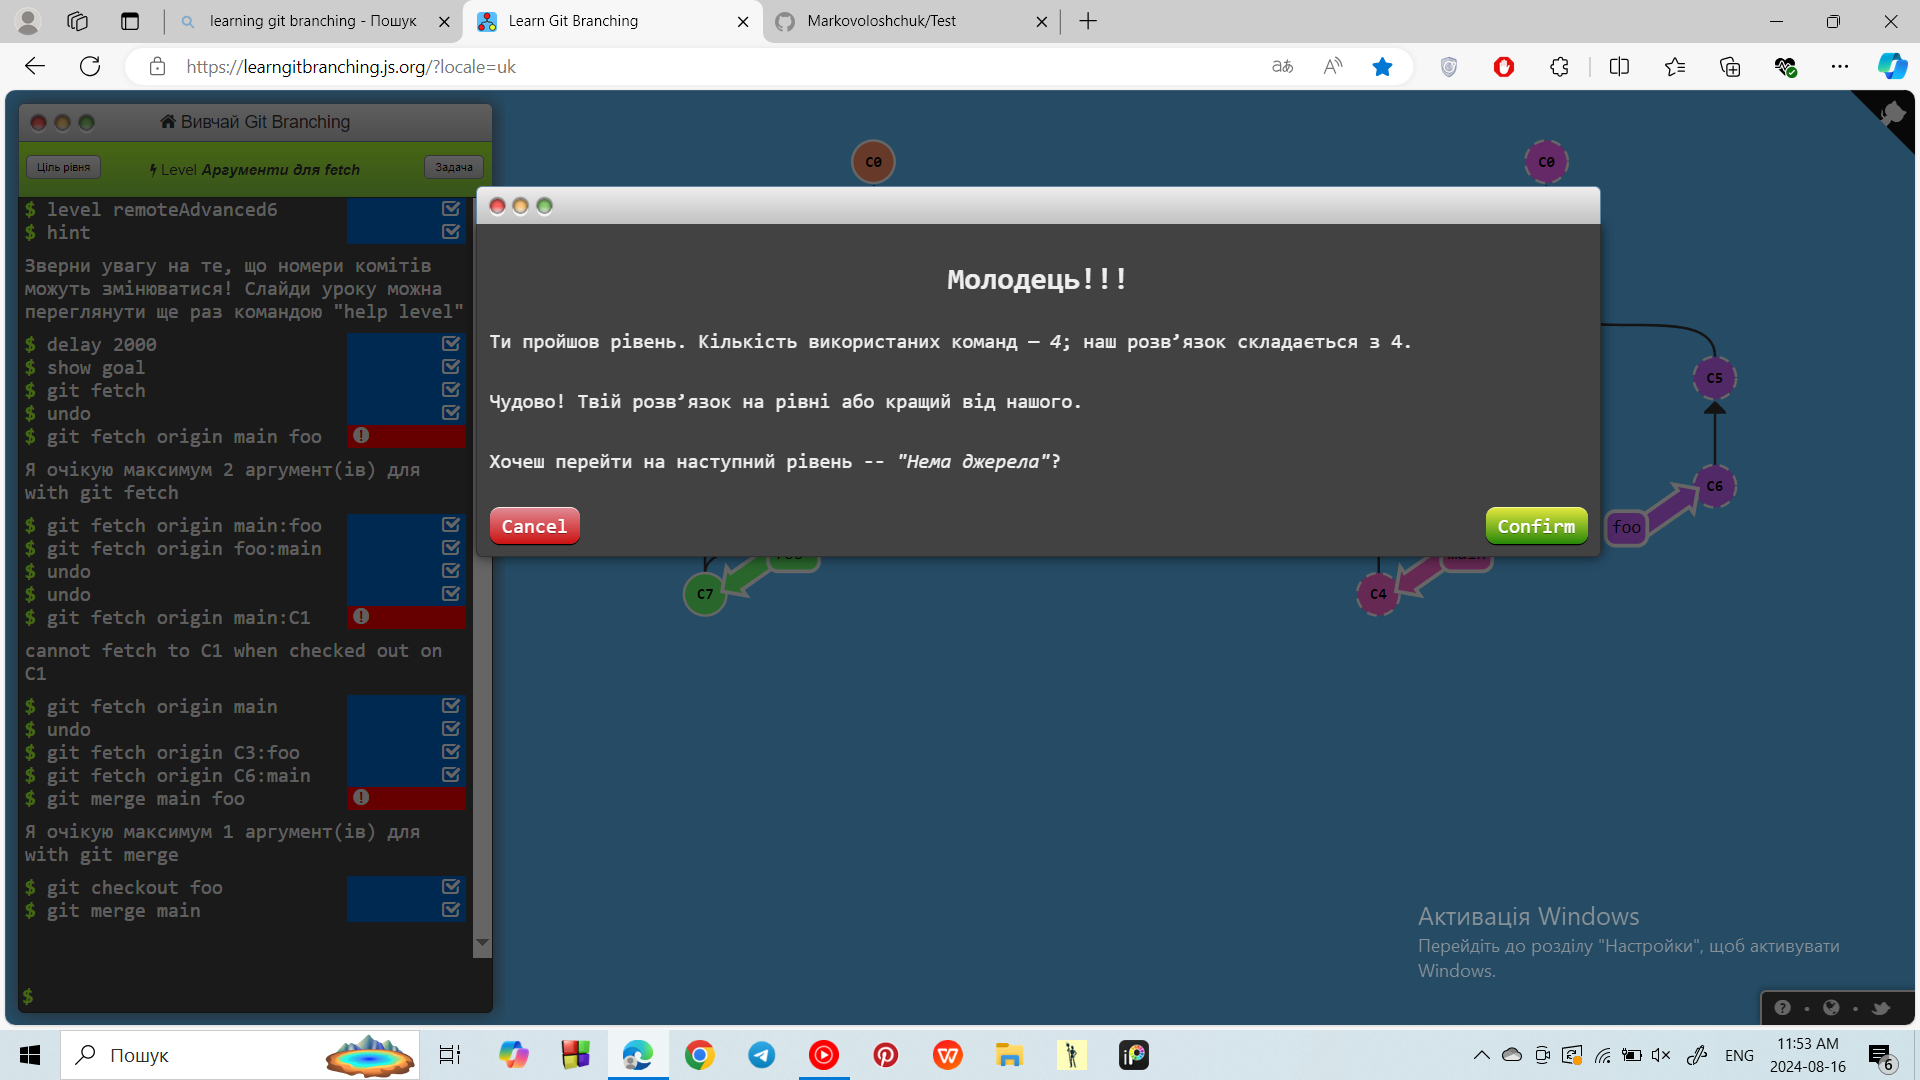 learning git branching - Пошук
Learn Git Branching
Markovoloshchuk/Test
https://learngitbranching.js.org/?locale=uk
Вивчай Git Branching
Ціль рівня
Level Аргументи для fetch
Задача
$ level remoteAdvanced6
$ hint
Зверни увагу на те, що номери комітів
можуть змінюватися! Слайди уроку можна
переглянути ще раз командою "help level"
$ delay 2000
$ show goal
$ git fetch
$ undo
$ git fetch origin main foo
Я очікую максимум 2 аргумент(ів) для
with git fetch
$ git fetch origin main:foo
$ git fetch origin foo:main
$ undo
$ undo
$ git fetch origin main:C1
cannot fetch to C1 when checked out on
C1
$ git fetch origin main
$ undo
$ git fetch origin C3:foo
$ git fetch origin C6:main
$ git merge main foo
Я очікую максимум 1 аргумент(ів) для
with git merge
$ git checkout foo
$ git merge main
$
C0
C0
Молодець!!!
Ти пройшов рівень. Кількість використаних команд – 4; наш розв’язок складається з 4.
Чудово! Твій розв’язок на рівні або кращий від нашого.
Хочеш перейти на наступний рівень -- "Нема джерела"?
Cancel
Confirm
C5
C6
foo
main
C7
C4
Активація Windows
Перейдіть до розділу "Настройки", щоб активувати
Windows.
Пошук
ENG
11:53 AM
2024-08-16
6